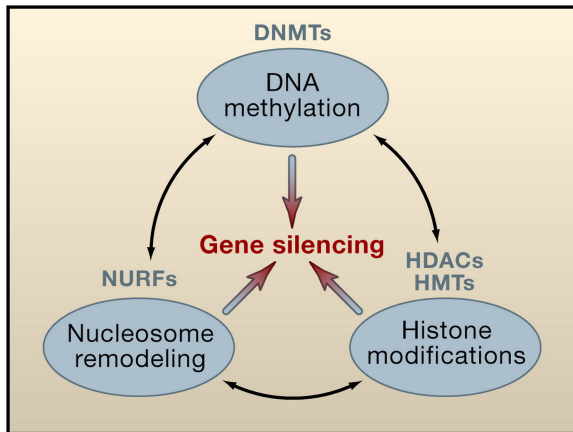 DNMTs
DNA
methylation
Gene silencing
NURFs
HDACs
HMTs
Nucleosome
remodeling
Histone
modifications